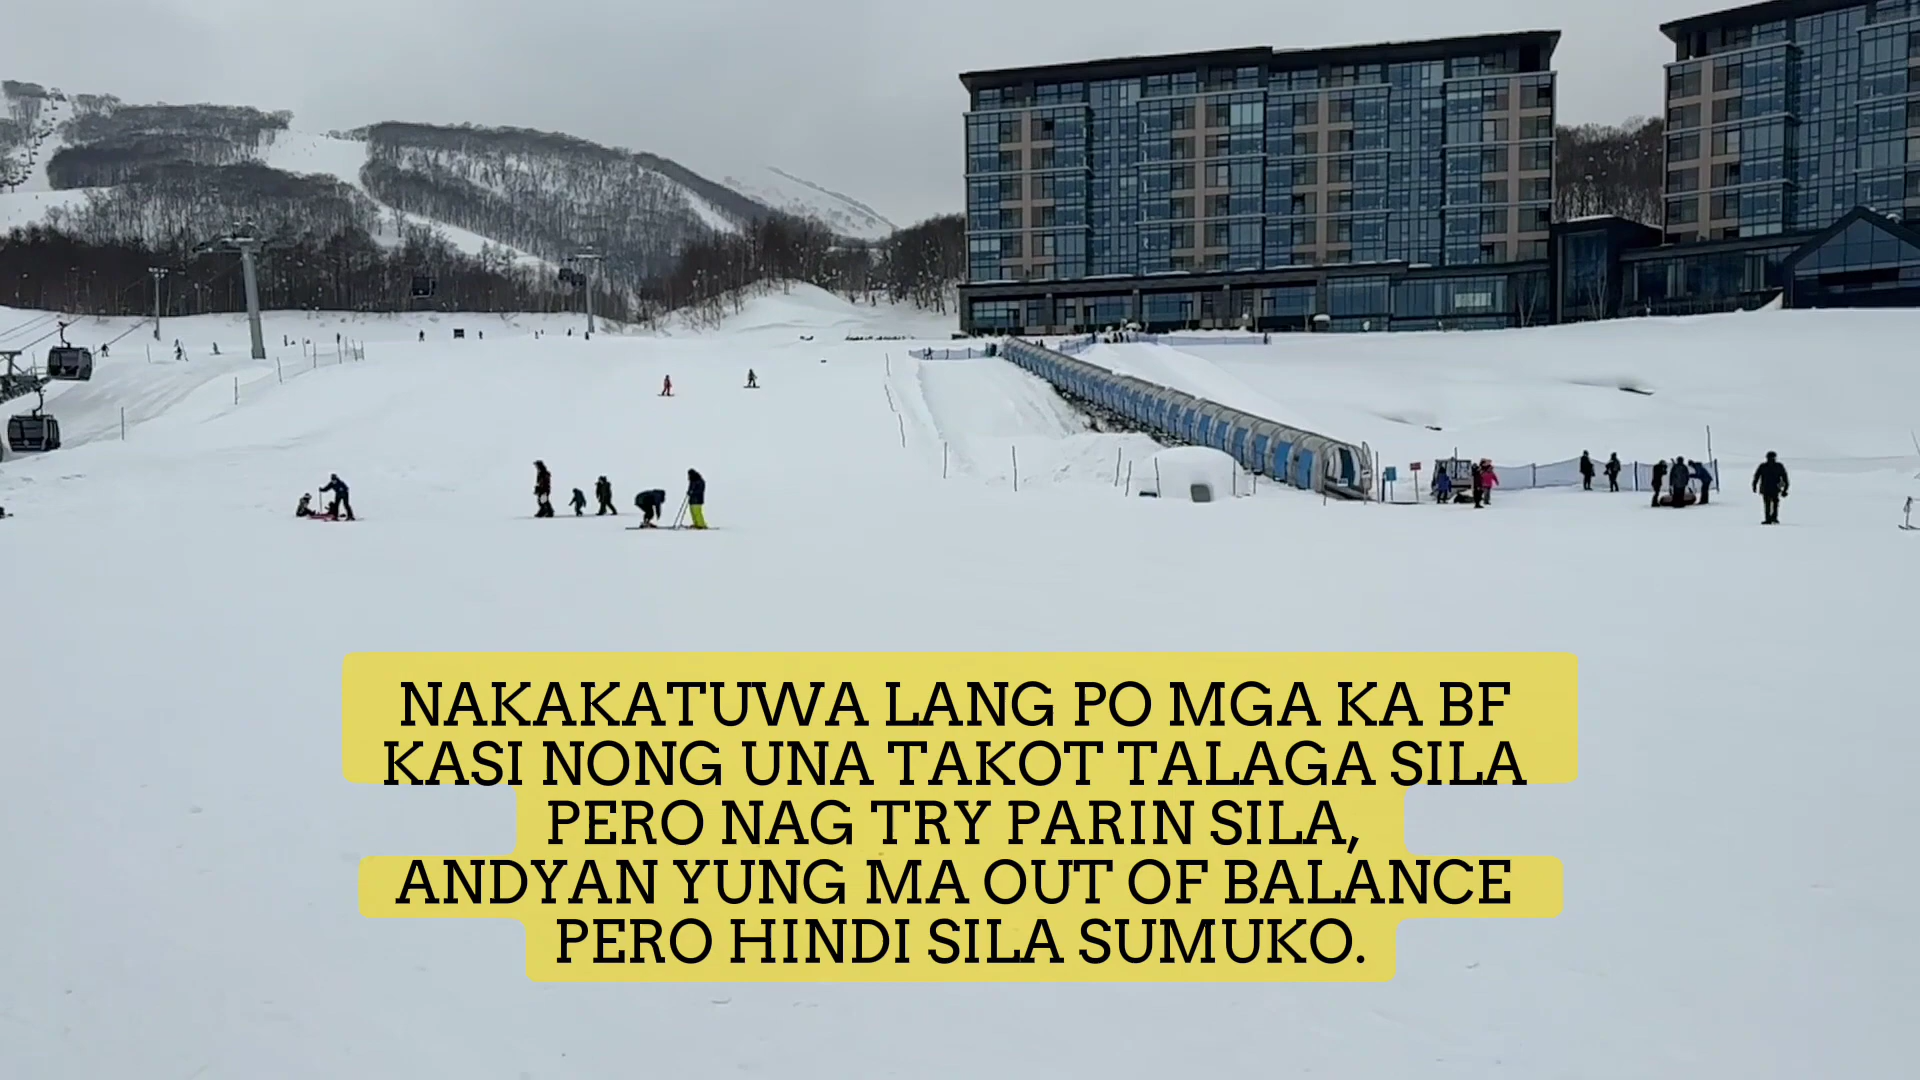 NAKAKATUWA LANG PO MGA KA BF
KASI NONG UNA TAKOT TALAGA SILA
PERO NAG TRY PARIN SILA,
ANDYAN YUNG MA OUT OF BALANCE
PERO HINDI SILA SUMUKO.